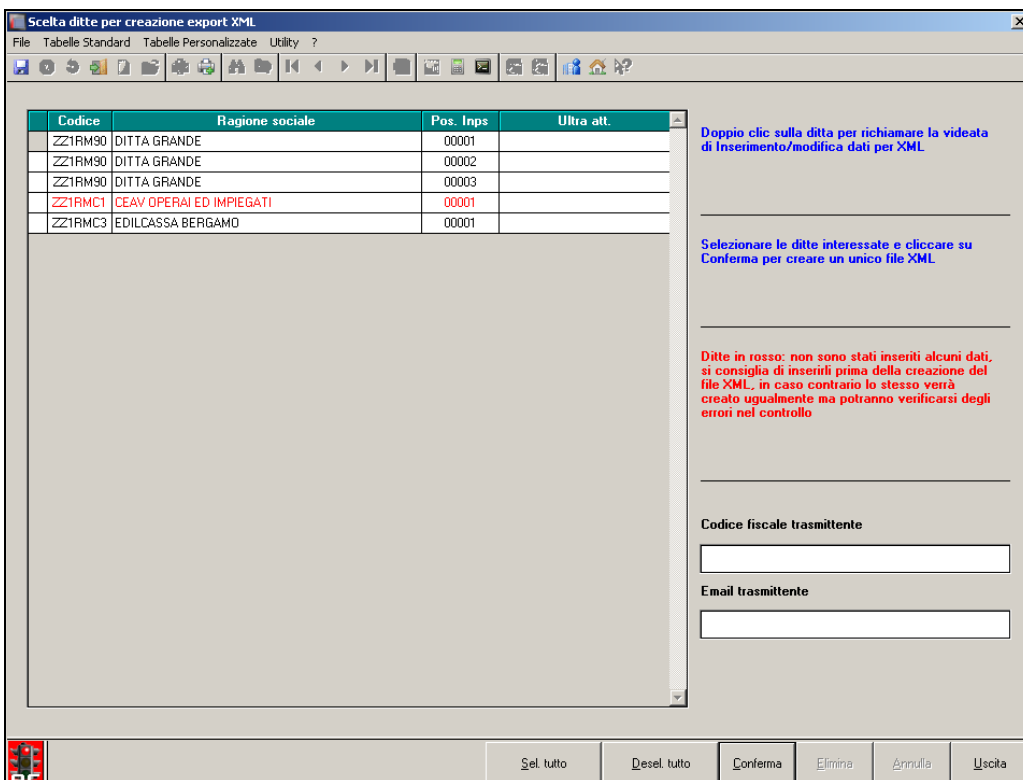 Scelta ditte per creazione export XML
File Tabelle Standard Tabelle Personalizzate Utility ?
Codice Ragione sociale Pos. Inps Ultra att.
ZZ1RM90 DITTA GRANDE 00001
ZZ1RM90 DITTA GRANDE 00002
ZZ1RM90 DITTA GRANDE 00003
ZZ1RMC1 CEAV OPERAI ED IMPIEGATI 00001
ZZ1RMC3 EDILCASSA BERGAMO 00001
Doppio clic sulla ditta per richiamare la videata
di Inserimento/modifica dati per XML
Selezionare le ditte interessate e cliccare su
Conferma per creare un unico file XML
Ditte in rosso: non sono stati inseriti alcuni dati,
si consiglia di inserirli prima della creazione del
file XML, in caso contrario lo stesso verrà
creato ugualmente ma potranno verificarsi degli
errori nel controllo
Codice fiscale trasmittente
Email trasmittente
Sel. tutto Desel. tutto Conferma Elimina Annulla Uscita